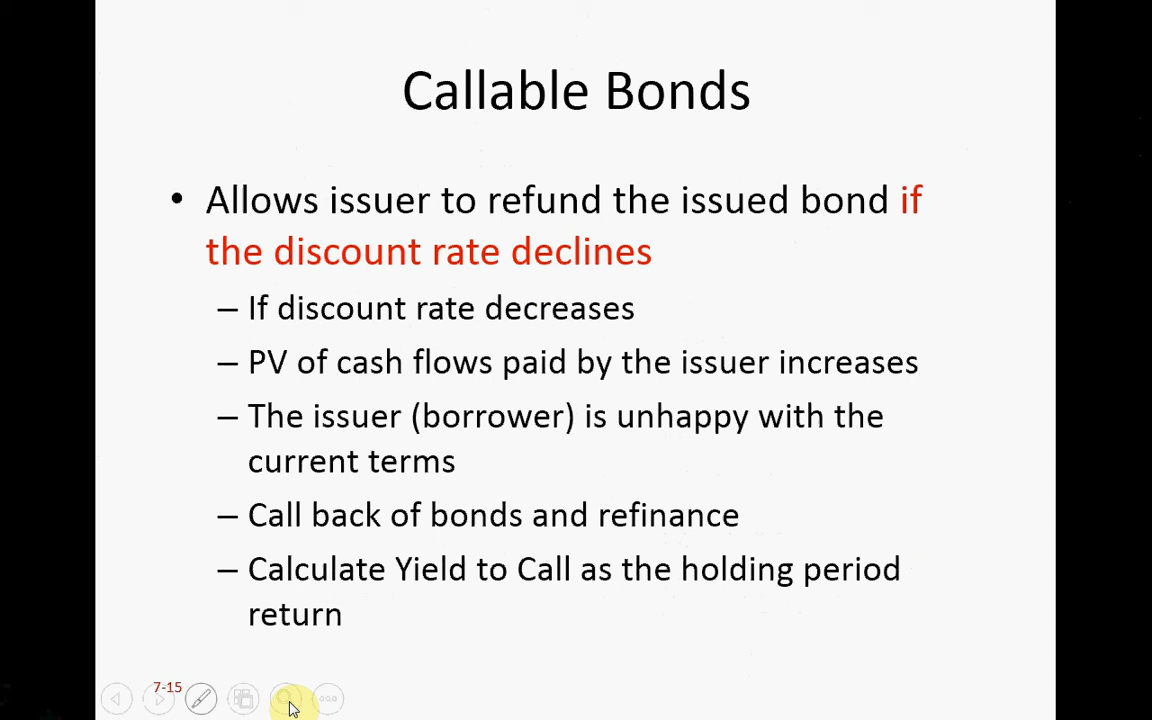 Callable Bonds
• Allows issuer to refund the issued bond if
the discount rate declines
– If discount rate decreases
– PV of cash flows paid by the issuer increases
– The issuer (borrower) is unhappy with the
current terms
– Call back of bonds and refinance
– Calculate Yield to Call as the holding period
return
7-15